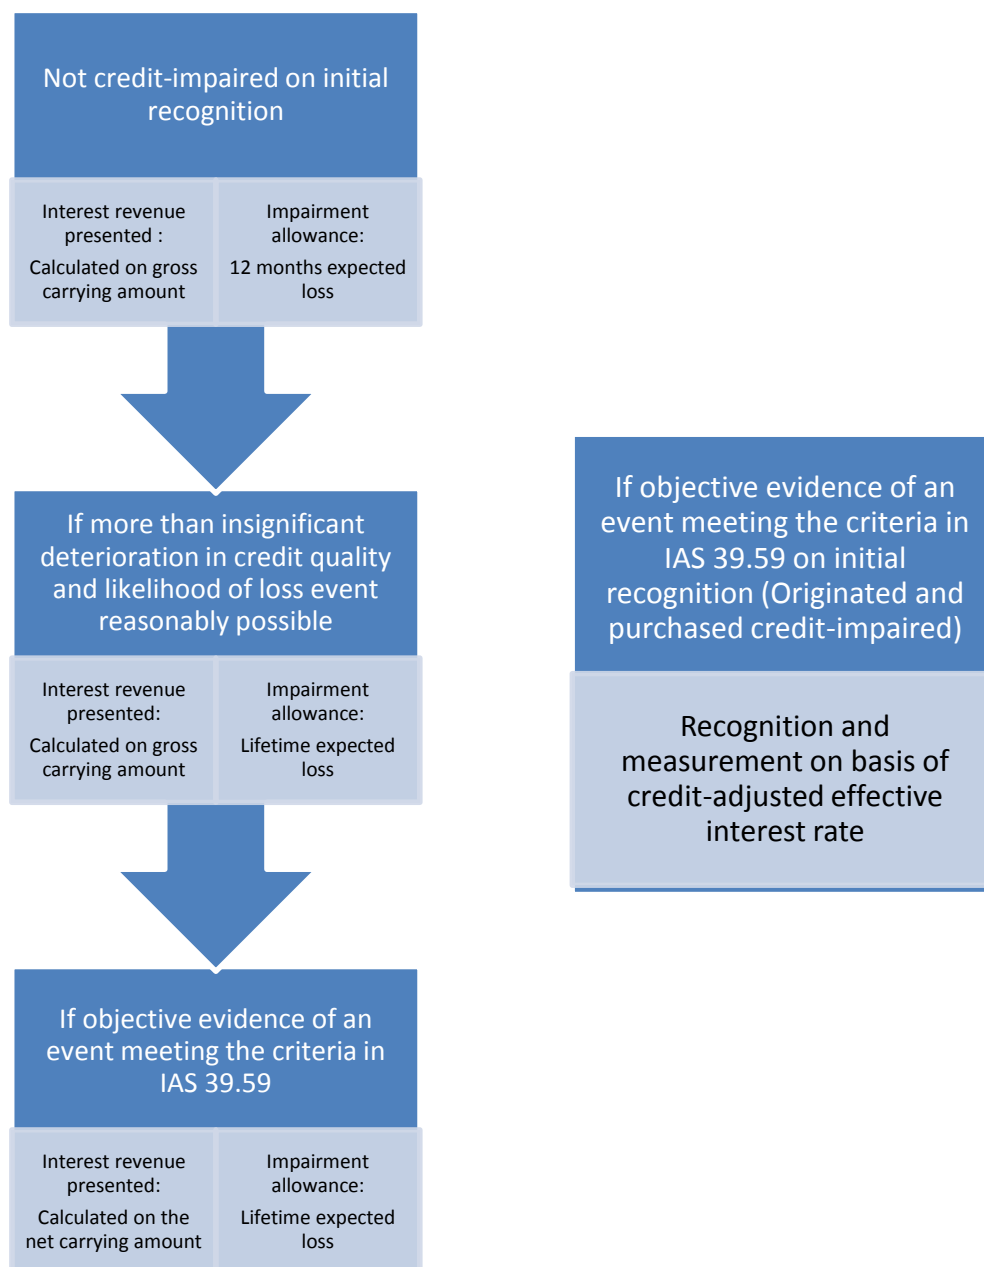 Not credit-impaired on initial
recognition
Interest revenue
presented :
Calculated on gross
carrying amount
Impairment
allowance:
12 months expected
loss
If more than insignificant
deterioration in credit quality
and likelihood of loss event
reasonably possible
Interest revenue
presented:
Calculated on gross
carrying amount
Impairment
allowance:
Lifetime expected
loss
If objective evidence of an
event meeting the criteria in
IAS 39.59
Interest revenue
presented:
Calculated on the
net carrying amount
Impairment
allowance:
Lifetime expected
loss
If objective evidence of an
event meeting the criteria in
IAS 39.59 on initial
recognition (Originated and
purchased credit-impaired)
Recognition and
measurement on basis of
credit-adjusted effective
interest rate